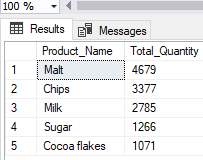 100 %
Results Messages
Product_Name Total_Quantity
1 Malt 4679
2 Chips 3377
3 Milk 2785
4 Sugar 1266
5 Cocoa flakes 1071